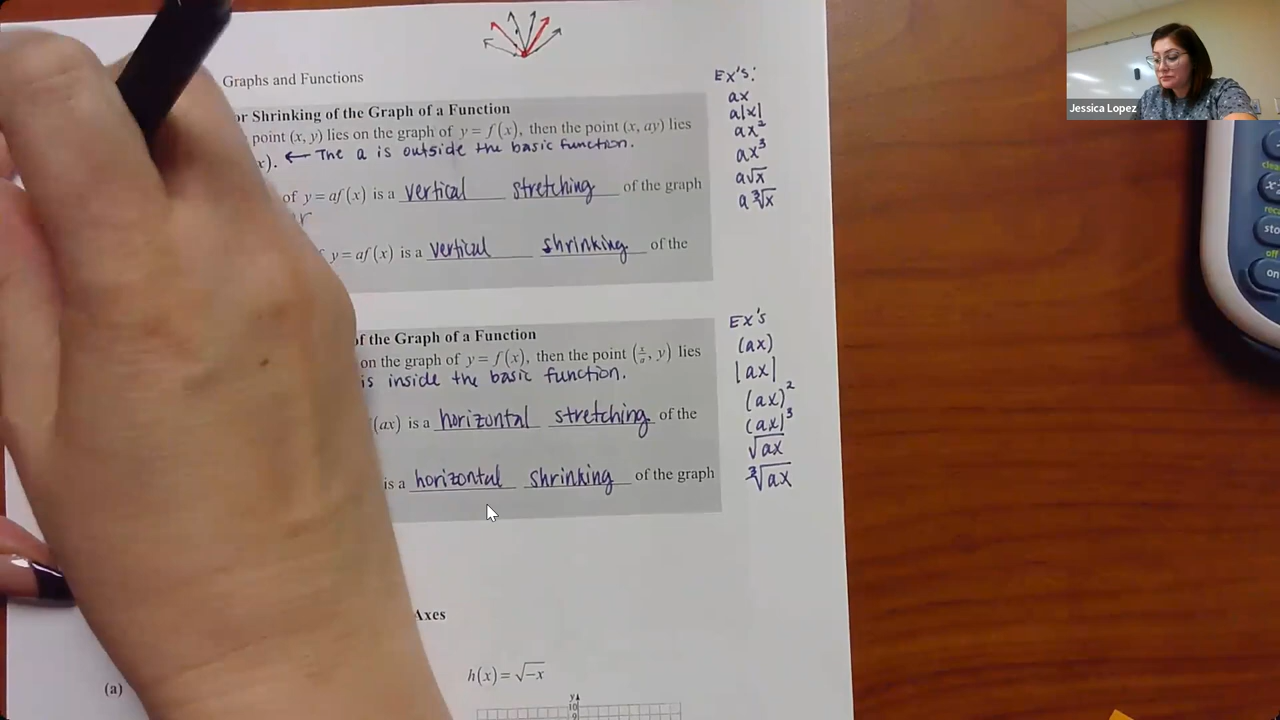 Graphs and Functions
or Shrinking of the Graph of a Function
point (x, y) lies on the graph of y = f(x), then the point (x, ay) lies
x). ← The a is outside the basic function.
of y = af(x) is a vertical stretching of the graph
y = af(x) is a vertical shrinking of the
Ex's:
ax
a|x|
ax²
ax³
a√x
a∛x
of the Graph of a Function
on the graph of y = f(x), then the point (x/a, y) lies
is inside the basic function.
(ax) is a horizontal stretching of the
is a horizontal shrinking of the graph
Ex's
(ax)
|ax|
(ax)²
(ax)³
√ax
∛ax
Axes
(a)
h(x) = √-x
y
10
9
Jessica Lopez
on